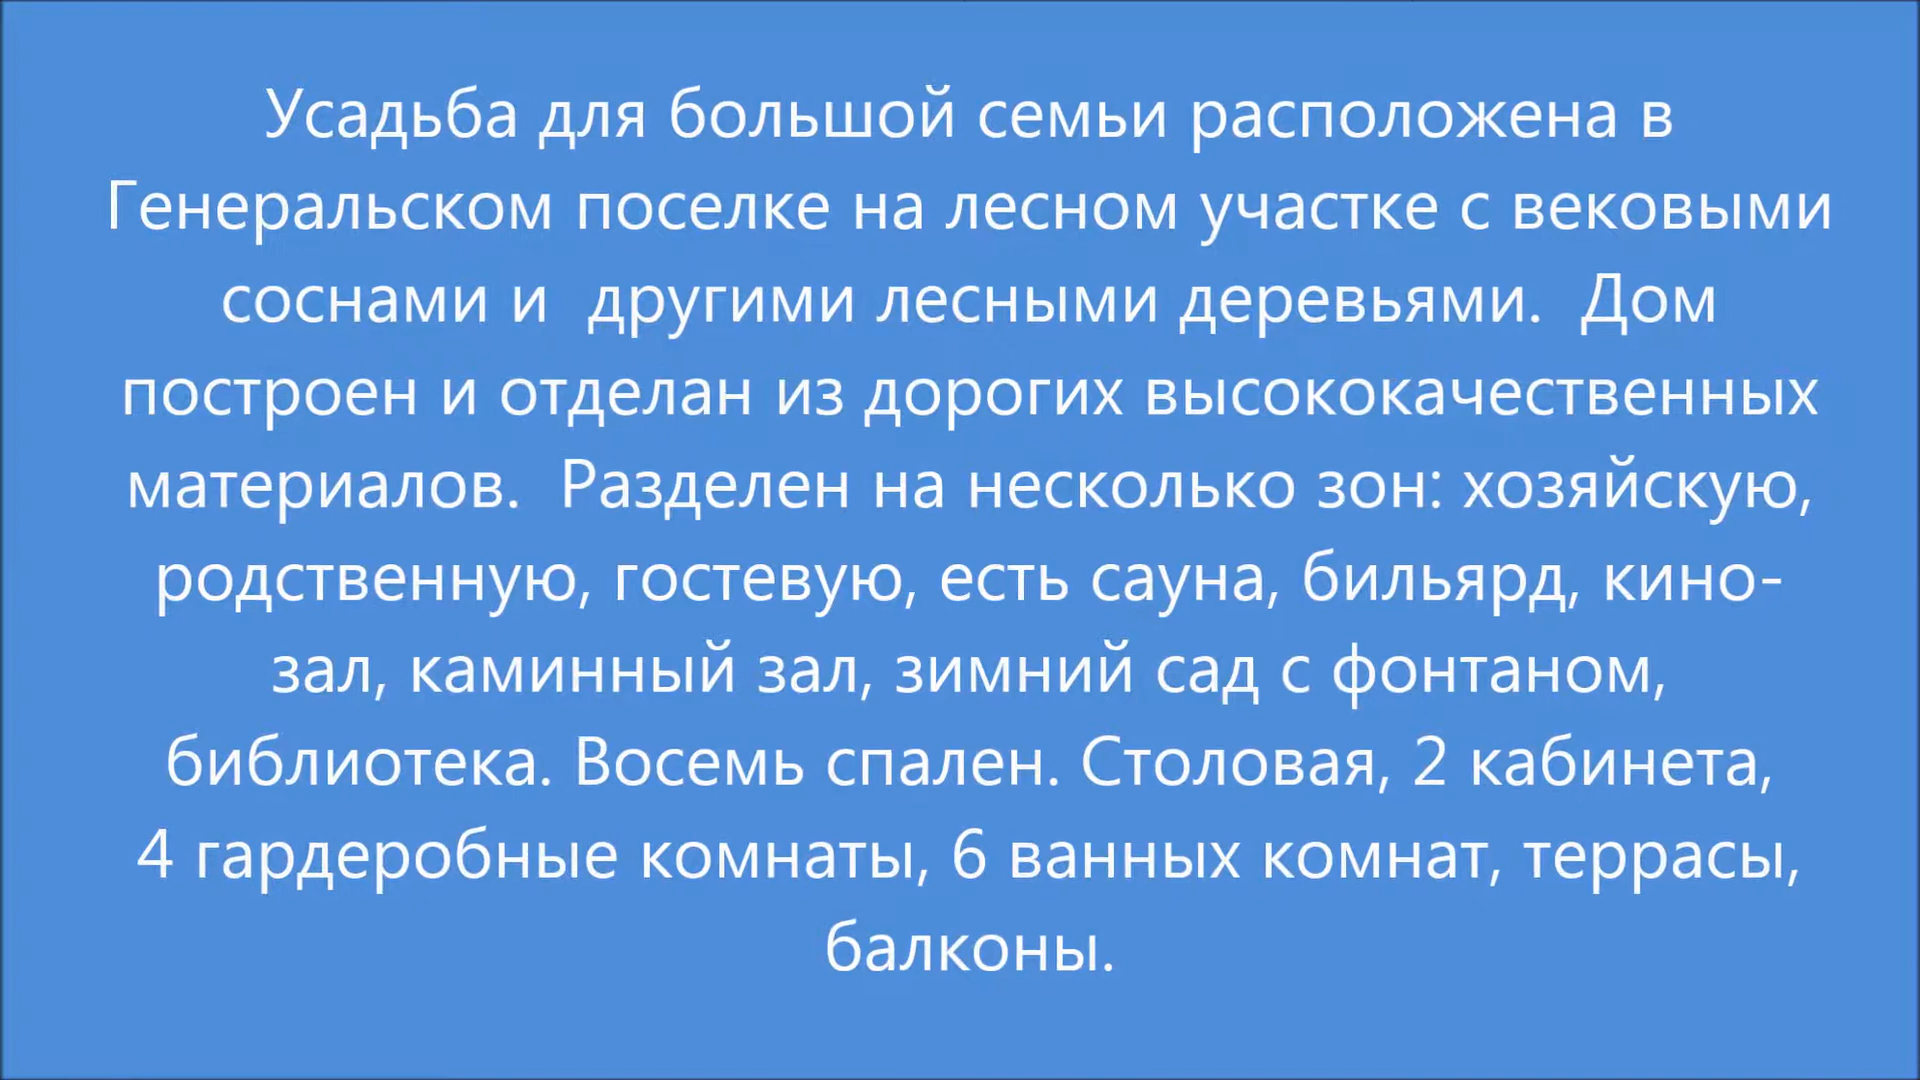 Усадьба для большой семьи расположена в
Генеральском поселке на лесном участке с вековыми
соснами и  другими лесными деревьями.  Дом
построен и отделан из дорогих высококачественных
материалов.  Разделен на несколько зон: хозяйскую,
родственную, гостевую, есть сауна, бильярд, кино-
зал, каминный зал, зимний сад с фонтаном,
библиотека. Восемь спален. Столовая, 2 кабинета,
4 гардеробные комнаты, 6 ванных комнат, террасы,
балконы.